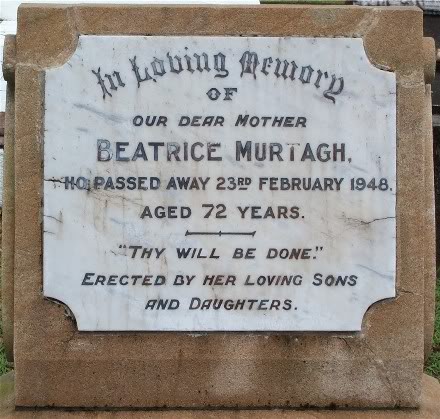 In Loving Memory
OF
OUR DEAR MOTHER
BEATRICE MURTAGH,
HO PASSED AWAY 23RD FEBRUARY 1948.
AGED 72 YEARS.
"THY WILL BE DONE."
ERECTED BY HER LOVING SONS
AND DAUGHTERS.